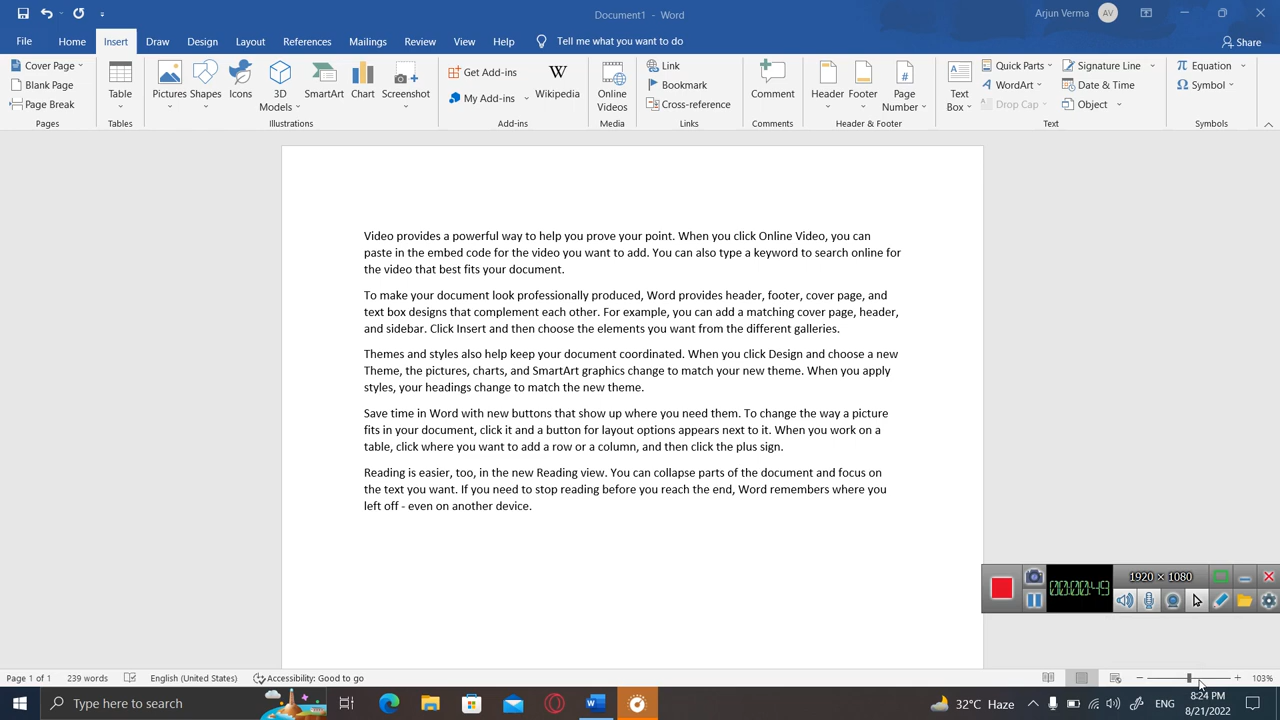 Document1 - Word
Arjun Verma AV
File Home Insert Draw Design Layout References Mailings Review View Help Tell me what you want to do Share
Cover Page
Blank Page
Page Break
Pages
Table
Tables
Pictures Shapes Icons 3D Models SmartArt Chart Screenshot
Illustrations
Get Add-ins
My Add-ins
W
Wikipedia
Add-ins
Online Videos
Media
Link
Bookmark
Cross-reference
Links
Comment
Comments
Header Footer Page Number
Header & Footer
Text Box
Quick Parts
WordArt
Drop Cap
Signature Line
Date & Time
Object
Text
Equation
Symbol
Symbols
Video provides a powerful way to help you prove your point. When you click Online Video, you can
paste in the embed code for the video you want to add. You can also type a keyword to search online for
the video that best fits your document.
To make your document look professionally produced, Word provides header, footer, cover page, and
text box designs that complement each other. For example, you can add a matching cover page, header,
and sidebar. Click Insert and then choose the elements you want from the different galleries.
Themes and styles also help keep your document coordinated. When you click Design and choose a new
Theme, the pictures, charts, and SmartArt graphics change to match your new theme. When you apply
styles, your headings change to match the new theme.
Save time in Word with new buttons that show up where you need them. To change the way a picture
fits in your document, click it and a button for layout options appears next to it. When you work on a
table, click where you want to add a row or a column, and then click the plus sign.
Reading is easier, too, in the new Reading view. You can collapse parts of the document and focus on
the text you want. If you need to stop reading before you reach the end, Word remembers where you
left off - even on another device.
1920 × 1080
00:00:49
Page 1 of 1 239 words English (United States) Accessibility: Good to go 103%
Type here to search
32°C
ENG
8/21/2022